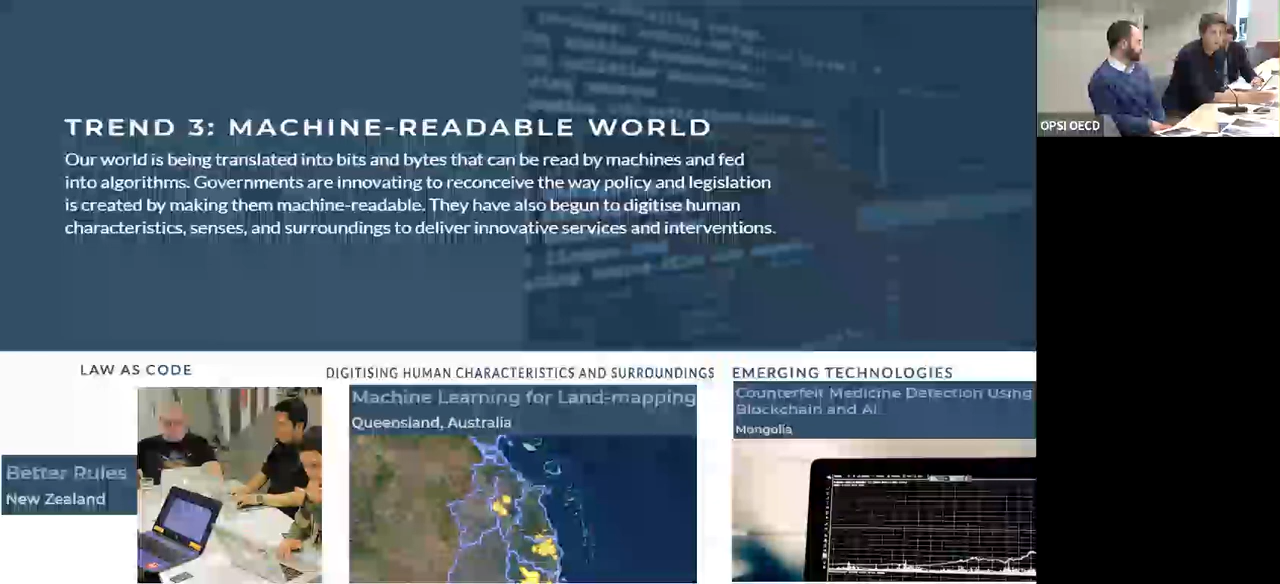 TREND 3: MACHINE-READABLE WORLD
Our world is being translated into bits and bytes that can be read by machines and fed
into algorithms. Governments are innovating to reconceive the way policy and legislation
is created by making them machine-readable. They have also begun to digitise human
characteristics, senses, and surroundings to deliver innovative services and interventions.
OPSI OECD
LAW AS CODE
Better Rules
New Zealand
DIGITISING HUMAN CHARACTERISTICS AND SURROUNDINGS
Machine Learning for Land-mapping
Queensland, Australia
EMERGING TECHNOLOGIES
Counterfeit Medicine Detection Using
Blockchain and AI
Mongolia